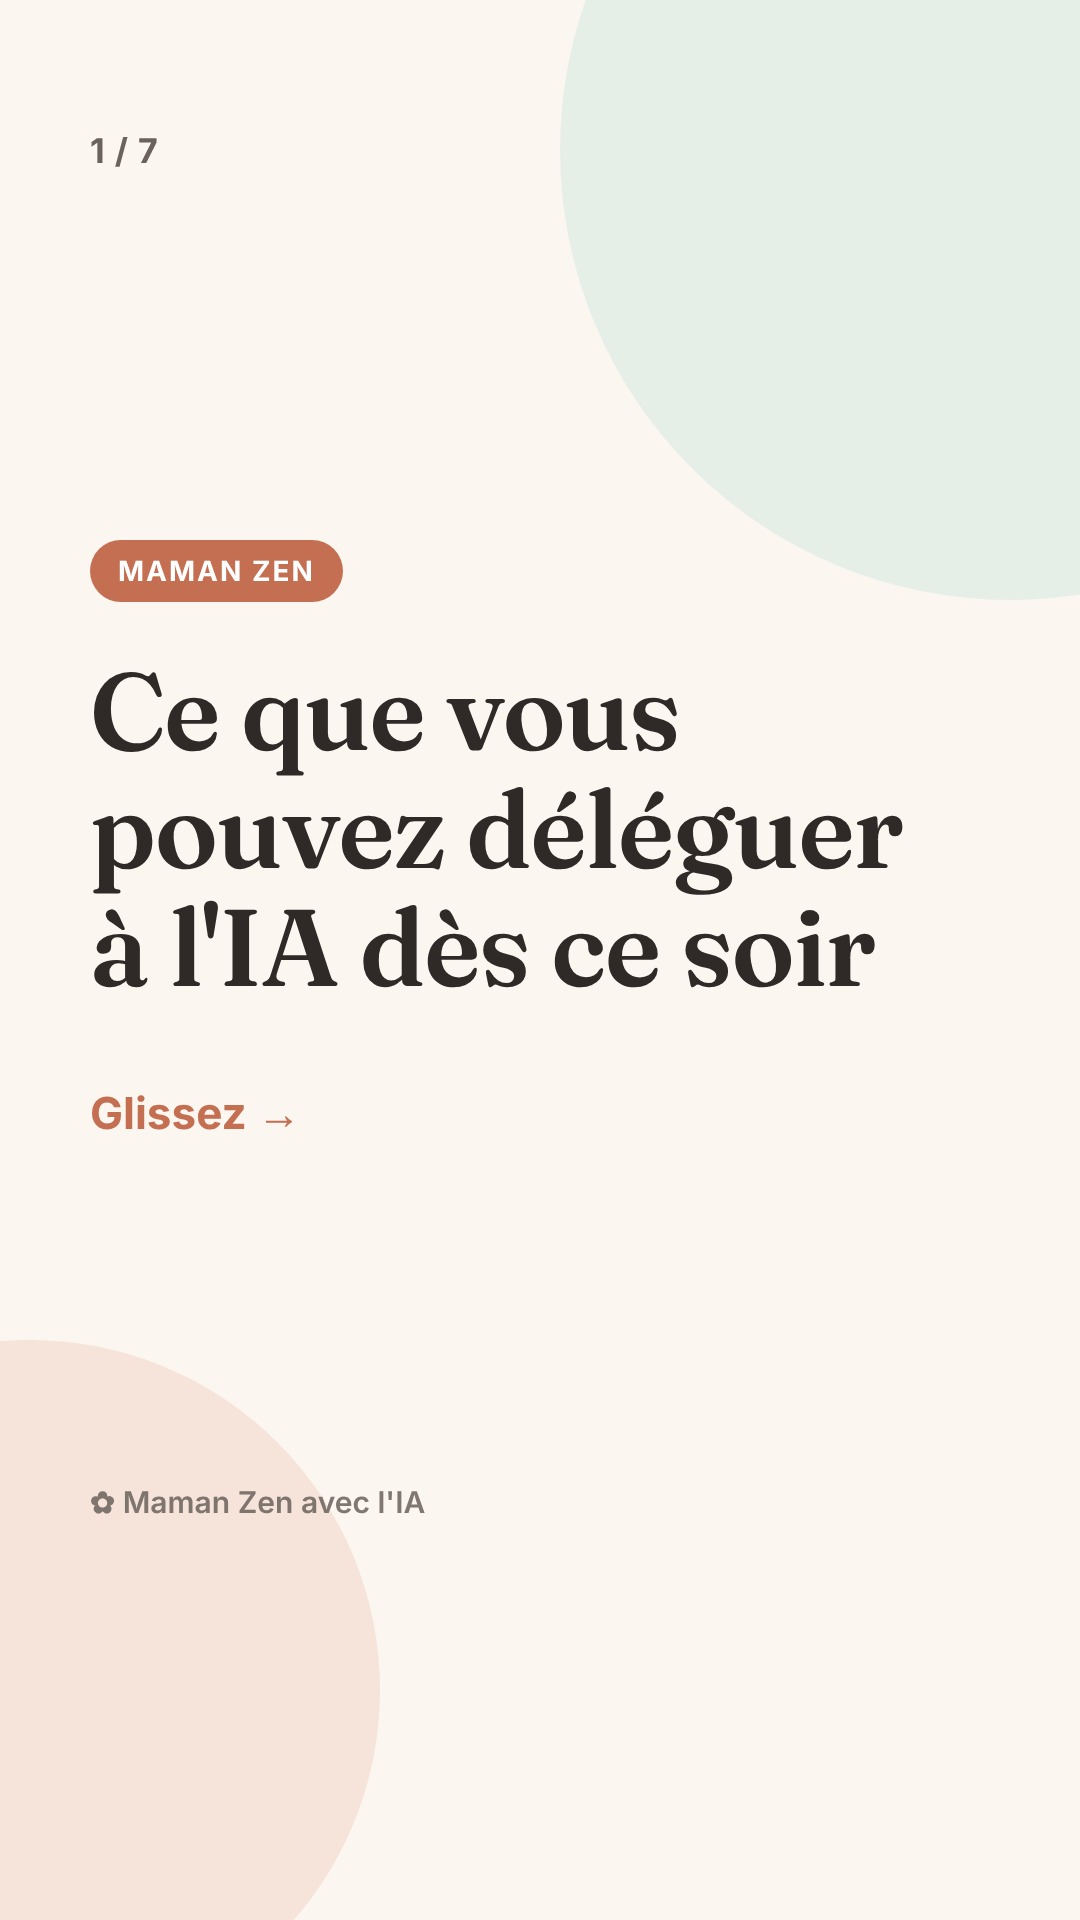 1 / 7
MAMAN ZEN
Ce que vous
pouvez déléguer
à l'IA dès ce soir
Glissez →
✿ Maman Zen avec l'IA